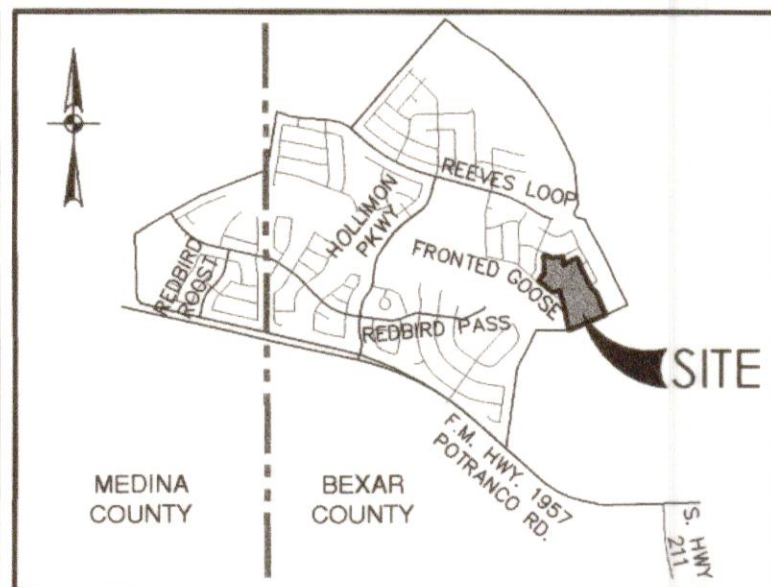 REEVES LOOP
HOLLIMON
PKWY
FRONTED GOOSE
REDBIRD
ROOST
REDBIRD PASS
SITE
F.M. HWY. 1957
POTRANCO RD.
MEDINA
COUNTY
BEXAR
COUNTY
S. HWY
211